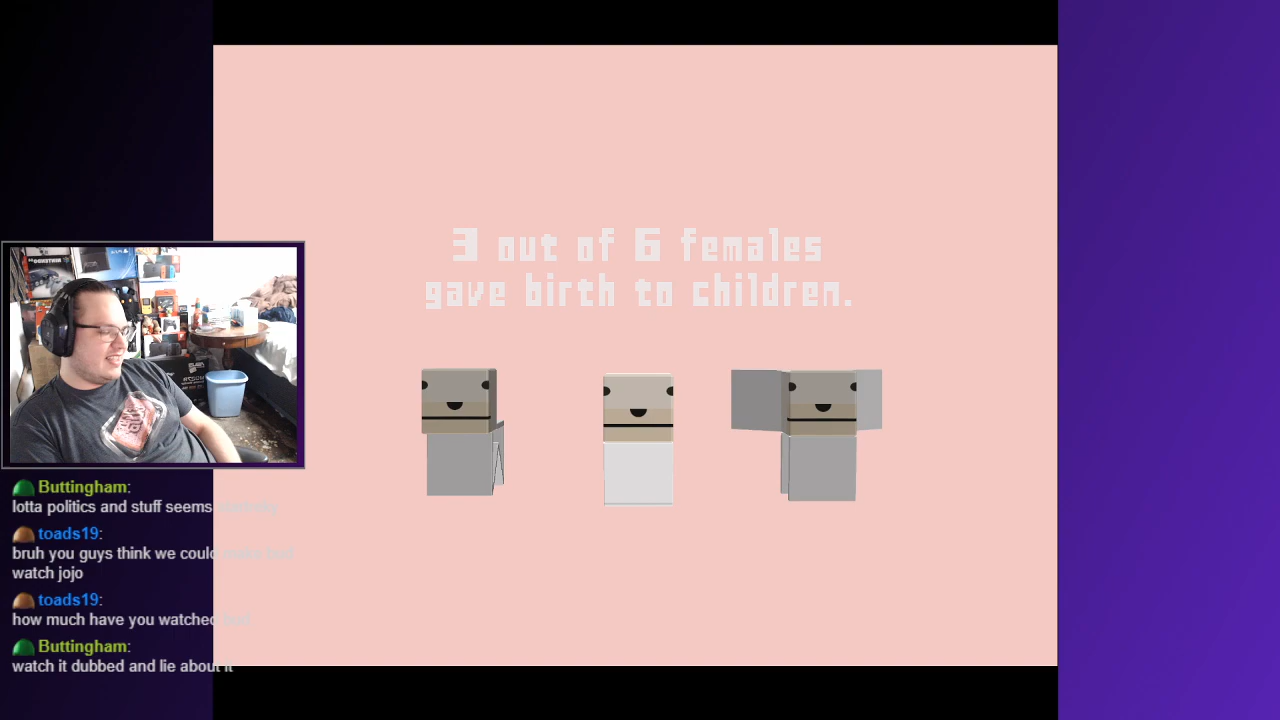 3 out of 6 females
gave birth to children.
Buttingham:
lotta politics and stuff seems
toads19:
bruh you guys think we could
watch jojo
toads19:
how much have you watched
Buttingham:
watch it dubbed and lie about it